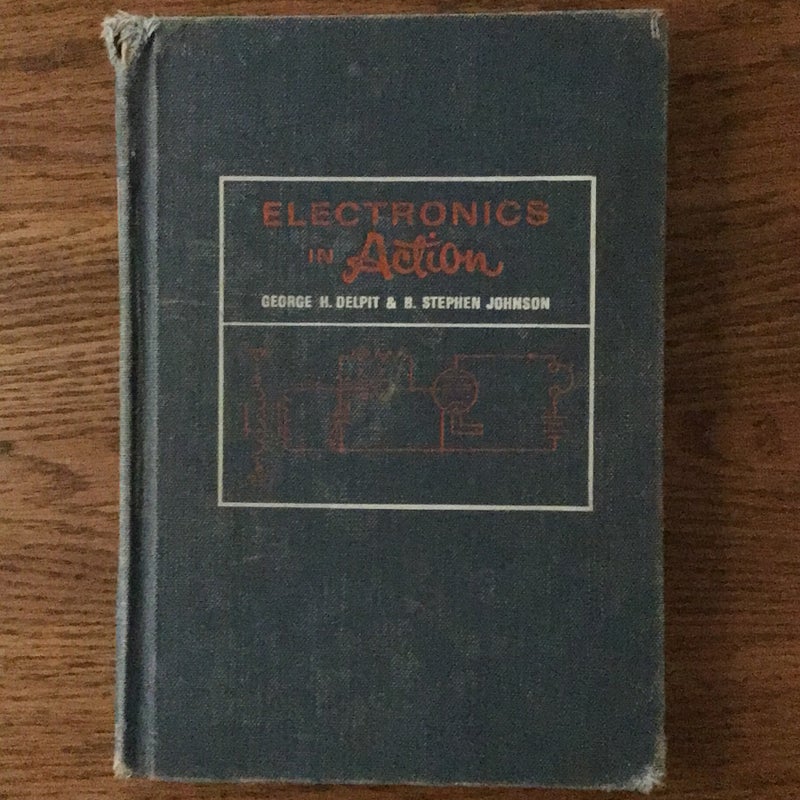 ELECTRONICS
IN Action
GEORGE H. DELPIT & B. STEPHEN JOHNSON